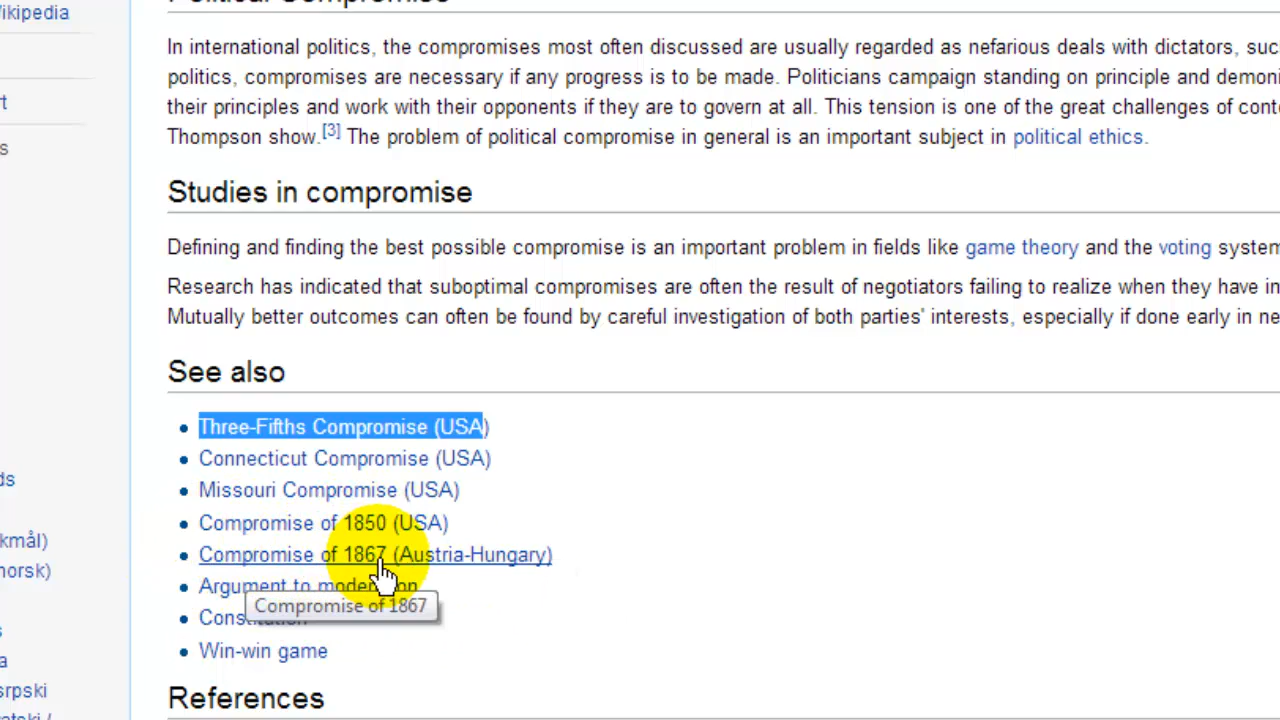 ikipedia
Political Compromise
In international politics, the compromises most often discussed are usually regarded as nefarious deals with dictators, suc
politics, compromises are necessary if any progress is to be made. Politicians campaign standing on principle and demoni
rt
their principles and work with their opponents if they are to govern at all. This tension is one of the great challenges of cont
Thompson show.[3] The problem of political compromise in general is an important subject in political ethics.
s
Studies in compromise
Defining and finding the best possible compromise is an important problem in fields like game theory and the voting system
Research has indicated that suboptimal compromises are often the result of negotiators failing to realize when they have in
Mutually better outcomes can often be found by careful investigation of both parties' interests, especially if done early in ne
See also
Three-Fifths Compromise (USA)
Connecticut Compromise (USA)
ds
Missouri Compromise (USA)
Compromise of 1850 (USA)
kmål)
Compromise of 1867 (Austria-Hungary)
norsk)
Argument to moderation
Compromise of 1867
Constitution
Win-win game
a
srpski
References